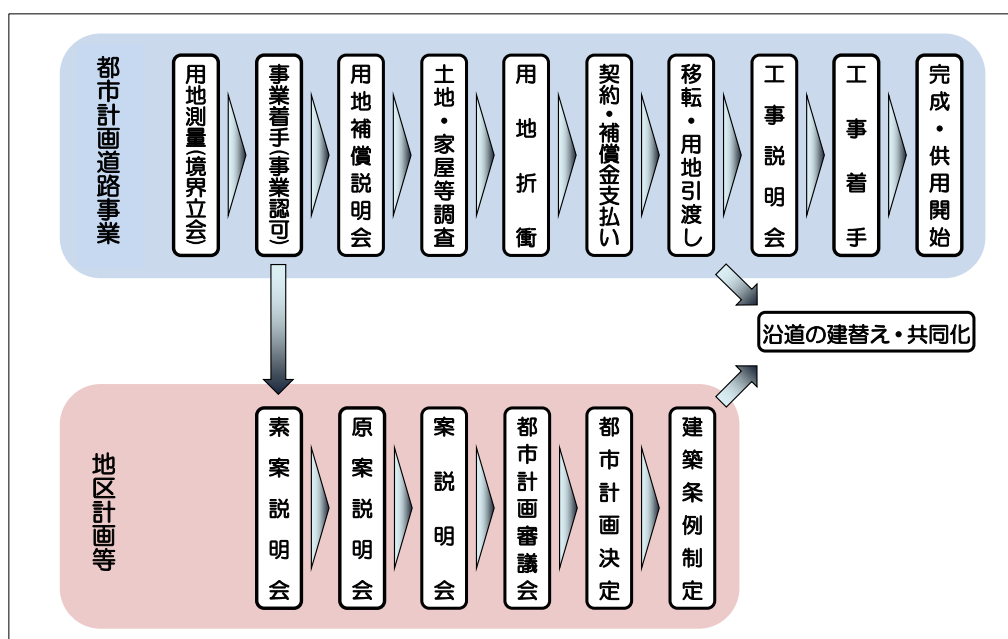 都市計画道路事業
用地測量(境界立会)
事業着手(事業認可)
用地補償説明会
土地・家屋等調査
用地折衝
契約・補償金支払い
移転・用地引渡し
工事説明会
工事着手
完成・供用開始
沿道の建替え・共同化
地区計画等
素案説明会
原案説明会
案説明会
都市計画審議会
都市計画決定
建築条例制定